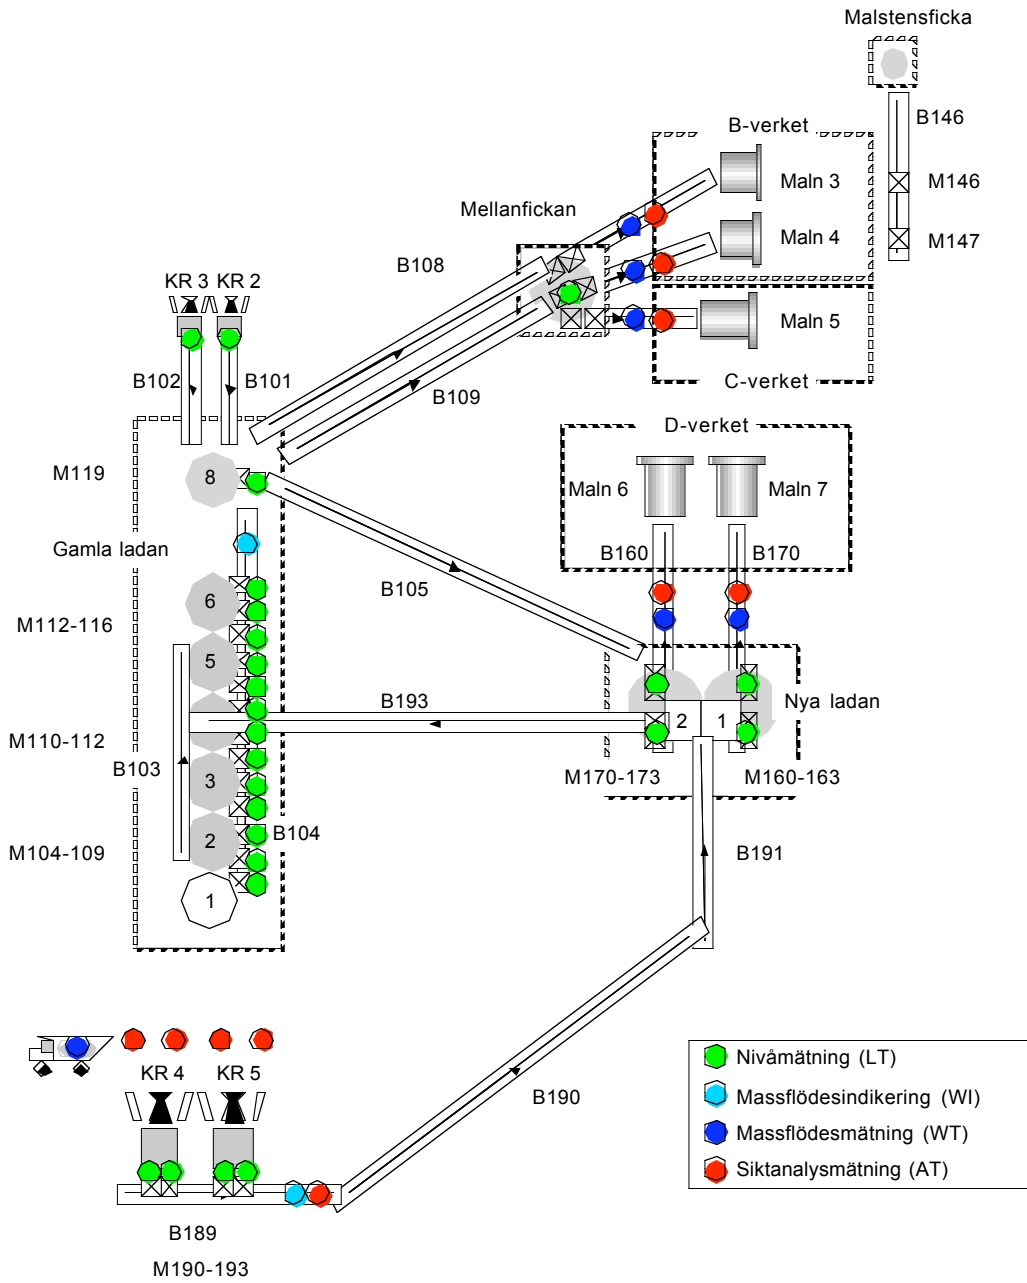 Malstensficka
B146
M146
M147
B-verket
Maln 3
Maln 4
Mellanfickan
B108
Maln 5
C-verket
KR 3
KR 2
B102
B101
B109
D-verket
Maln 6
Maln 7
B160
B170
M119
8
Gamla ladan
B105
6
M112-116
5
B193
2
1
Nya ladan
M110-112
B103
3
M170-173
M160-163
2
B104
M104-109
B191
1
KR 4
KR 5
B190
B189
M190-193
Nivåmätning (LT)
Massflödesindikering (WI)
Massflödesmätning (WT)
Siktanalysmätning (AT)